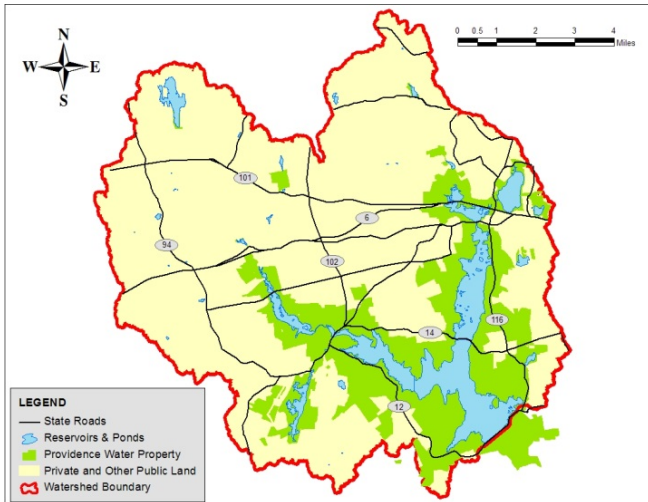 N
W E
S
0 0.5 1 2 3 4
Miles
101
6
94
102
116
14
12
LEGEND
State Roads
Reservoirs & Ponds
Providence Water Property
Private and Other Public Land
Watershed Boundary